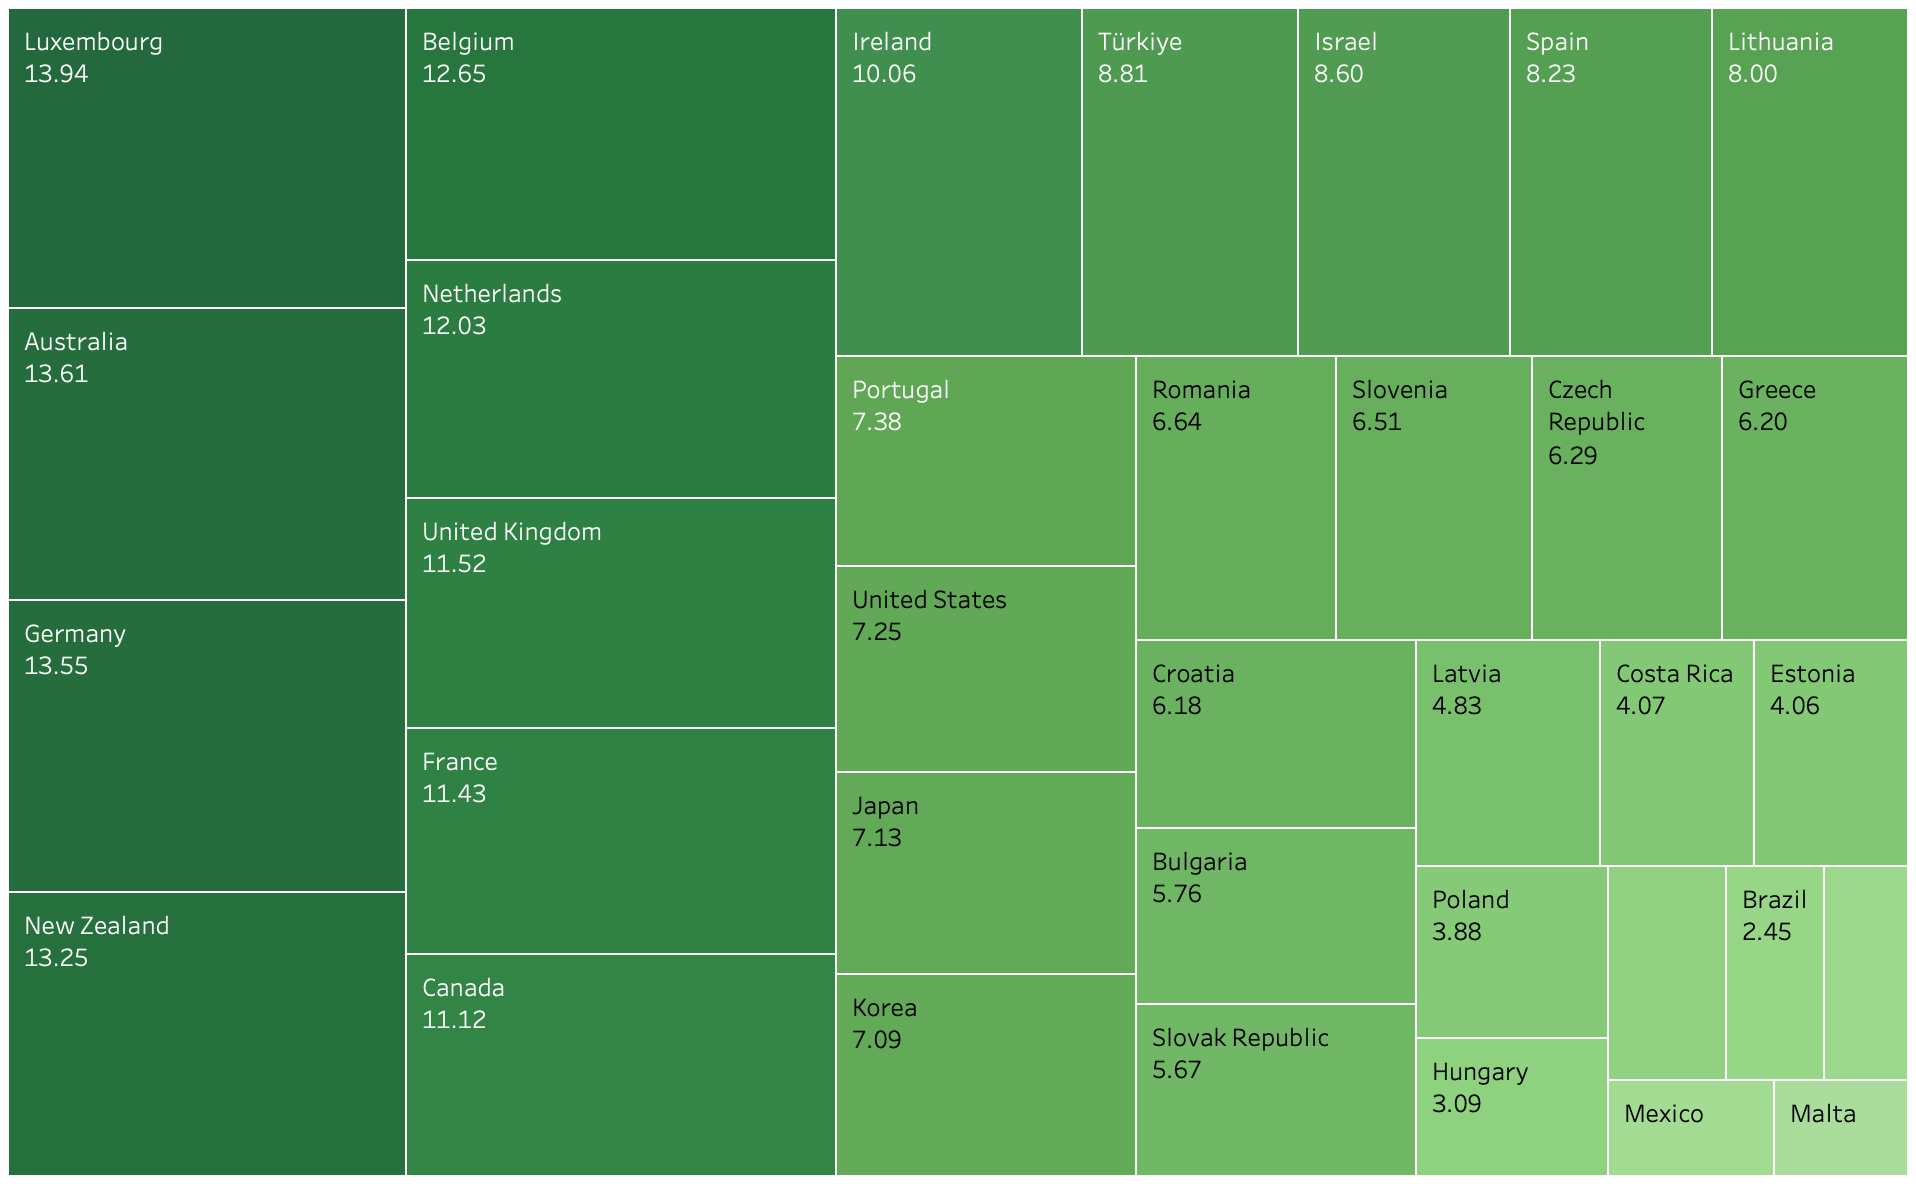 Luxembourg
13.94
Australia
13.61
Germany
13.55
New Zealand
13.25
Belgium
12.65
Netherlands
12.03
United Kingdom
11.52
France
11.43
Canada
11.12
Ireland
10.06
Türkiye
8.81
Israel
8.60
Spain
8.23
Lithuania
8.00
Portugal
7.38
United States
7.25
Japan
7.13
Korea
7.09
Romania
6.64
Slovenia
6.51
Czech
Republic
6.29
Greece
6.20
Croatia
6.18
Bulgaria
5.76
Slovak Republic
5.67
Latvia
4.83
Costa Rica
4.07
Estonia
4.06
Poland
3.88
Hungary
3.09
Brazil
2.45
Mexico
Malta